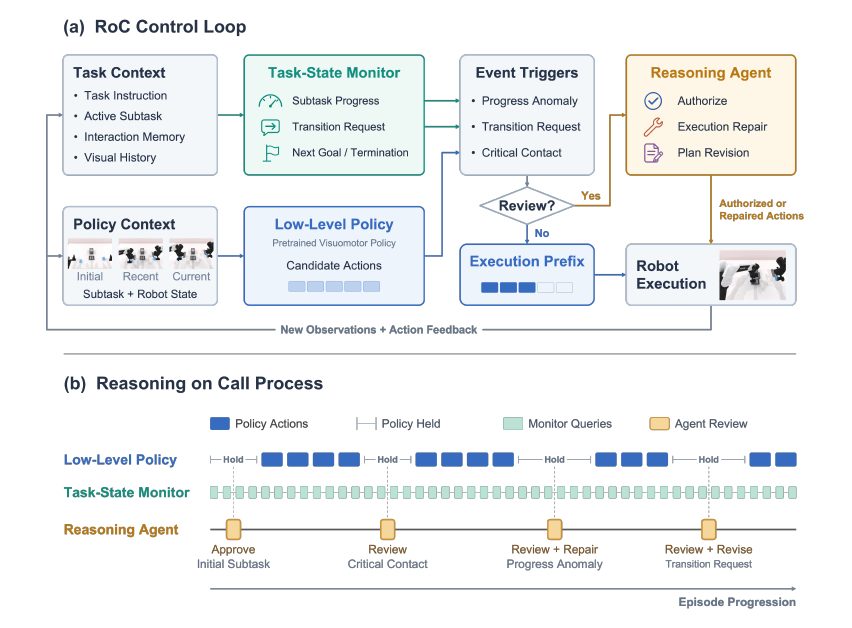 (a) RoC Control Loop
Task Context
• Task Instruction
• Active Subtask
• Interaction Memory
• Visual History
Task-State Monitor
Subtask Progress
Transition Request
Next Goal / Termination
Event Triggers
• Progress Anomaly
• Transition Request
• Critical Contact
Reasoning Agent
Authorize
Execution Repair
Plan Revision
Review?
Yes
No
Authorized or
Repaired Actions
Policy Context
Initial Recent Current
Subtask + Robot State
Low-Level Policy
Pretrained Visuomotor Policy
Candidate Actions
Execution Prefix
Robot
Execution
New Observations + Action Feedback
(b) Reasoning on Call Process
Policy Actions Policy Held Monitor Queries Agent Review
Low-Level Policy
Hold Hold Hold Hold
Task-State Monitor
Reasoning Agent
Approve
Initial Subtask
Review
Critical Contact
Review + Repair
Progress Anomaly
Review + Revise
Transition Request
Episode Progression